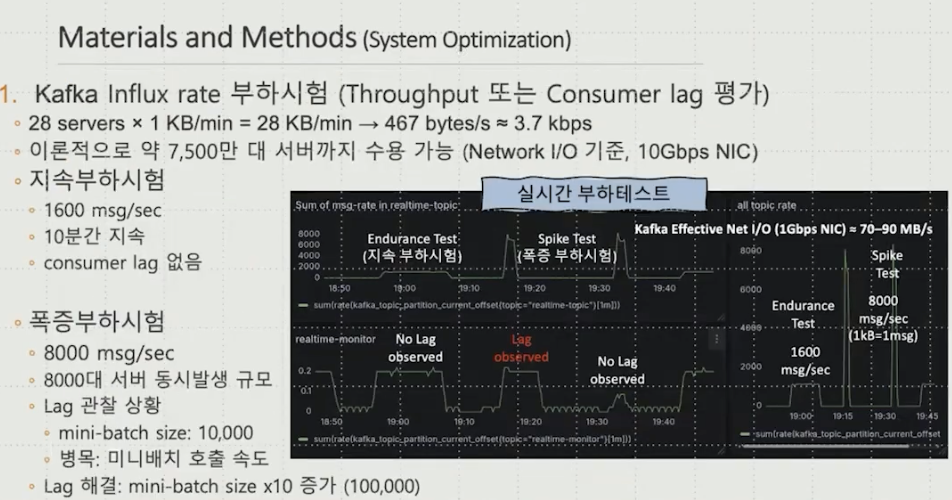 Materials and Methods (System Optimization)
1. Kafka Influx rate 부하시험 (Throughput 또는 Consumer lag 평가)
28 servers × 1 KB/min = 28 KB/min → 467 bytes/s ≈ 3.7 kbps
이론적으로 약 7,500만 대 서버까지 수용 가능 (Network I/O 기준, 10Gbps NIC)
지속부하시험
1600 msg/sec
10분간 지속
consumer lag 없음
폭증부하시험
8000 msg/sec
8000대 서버 동시발생 규모
Lag 관찰 상황
mini-batch size: 10,000
병목: 미니배치 호출 속도
Lag 해결: mini-batch size x10 증가 (100,000)
실시간 부하테스트
Sum of msg-rate in realtime-topic
8000
6000
4000
2000
0
Endurance Test
(지속 부하시험)
Spike Test
(폭증 부하시험)
18:50 19:00 19:10 19:20 19:30 19:40
sum(rate(kafka_topic_partition_current_offset{topic="realtime-topic"}[1m]))
realtime-monitor
0.2
0.1
0
No Lag
observed
Lag
observed
No Lag
observed
18:50 19:00 19:10 19:20 19:30 19:40
sum(rate(kafka_topic_partition_current_offset{topic="realtime-monitor"}[1m]))
all topic rate
Kafka Effective Net I/O (1Gbps NIC) ≈ 70–90 MB/s
8000
6000
4000
2000
0
Endurance
Test
1600
msg/sec
Spike
Test
8000
msg/sec
(1kB=1msg)
19:00 19:15 19:30 19:45
sum(rate(kafka_topic_partition_current_offset